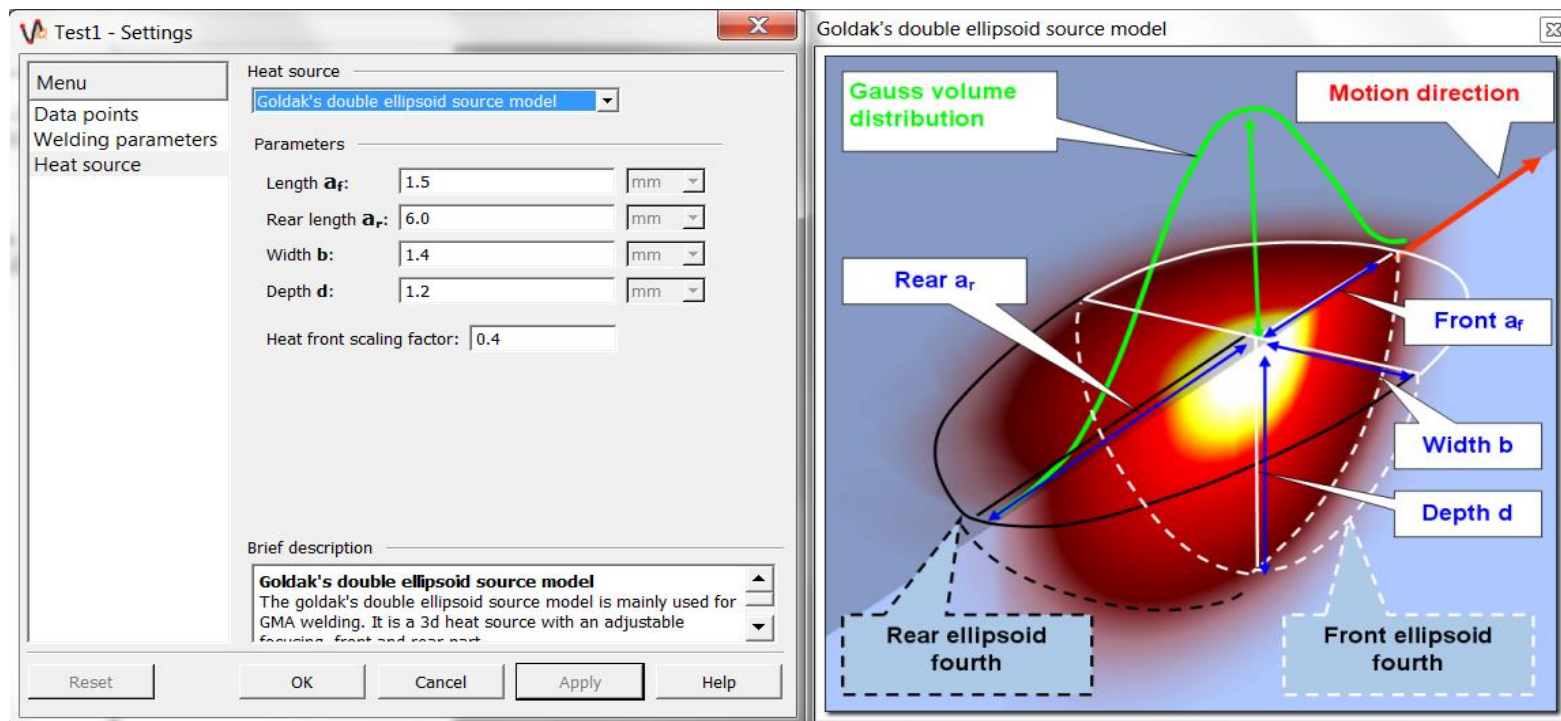 Test1 - Settings
Menu
Data points
Welding parameters
Heat source
Heat source
Goldak's double ellipsoid source model
Parameters
Length af: 1.5 mm
Rear length ar: 6.0 mm
Width b: 1.4 mm
Depth d: 1.2 mm
Heat front scaling factor: 0.4
Brief description
Goldak's double ellipsoid source model
The goldak's double ellipsoid source model is mainly used for
GMA welding. It is a 3d heat source with an adjustable
focusing, front and rear part
Reset OK Cancel Apply Help
Goldak's double ellipsoid source model
Gauss volume
distribution
Motion direction
Rear ar
Front af
Width b
Depth d
Rear ellipsoid
fourth
Front ellipsoid
fourth